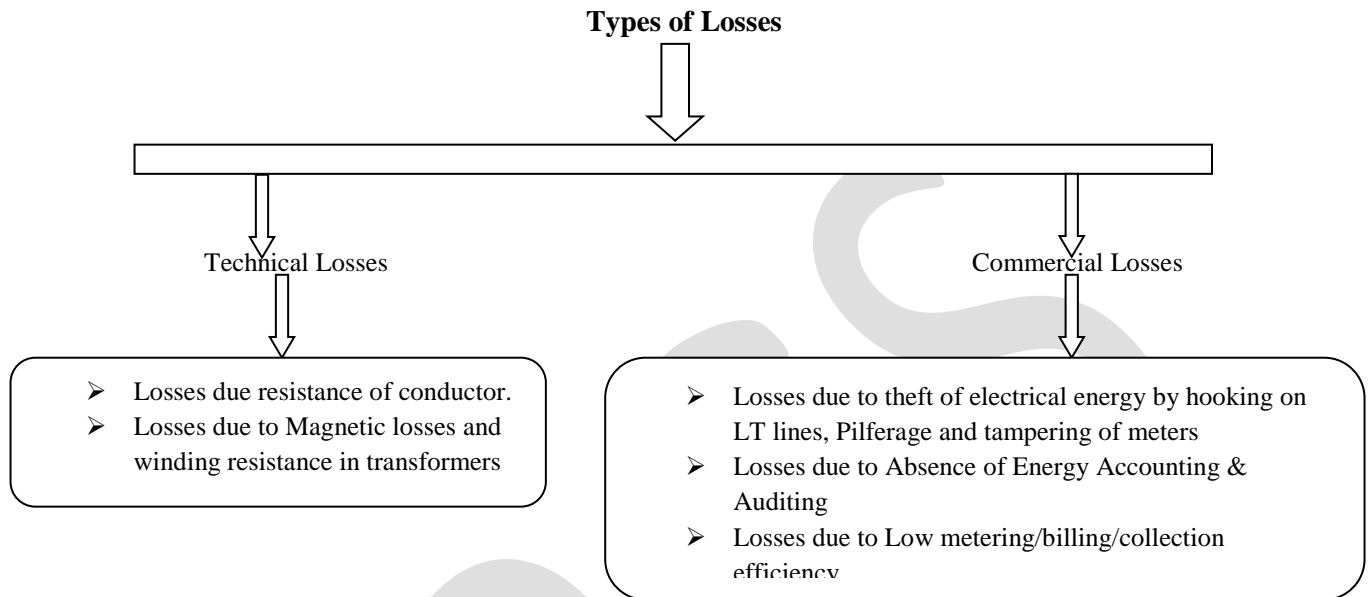 Types of Losses
Technical Losses
Commercial Losses
➢ Losses due resistance of conductor.
➢ Losses due to Magnetic losses and
winding resistance in transformers
➢ Losses due to theft of electrical energy by hooking on
LT lines, Pilferage and tampering of meters
➢ Losses due to Absence of Energy Accounting &
Auditing
➢ Losses due to Low metering/billing/collection
efficiency